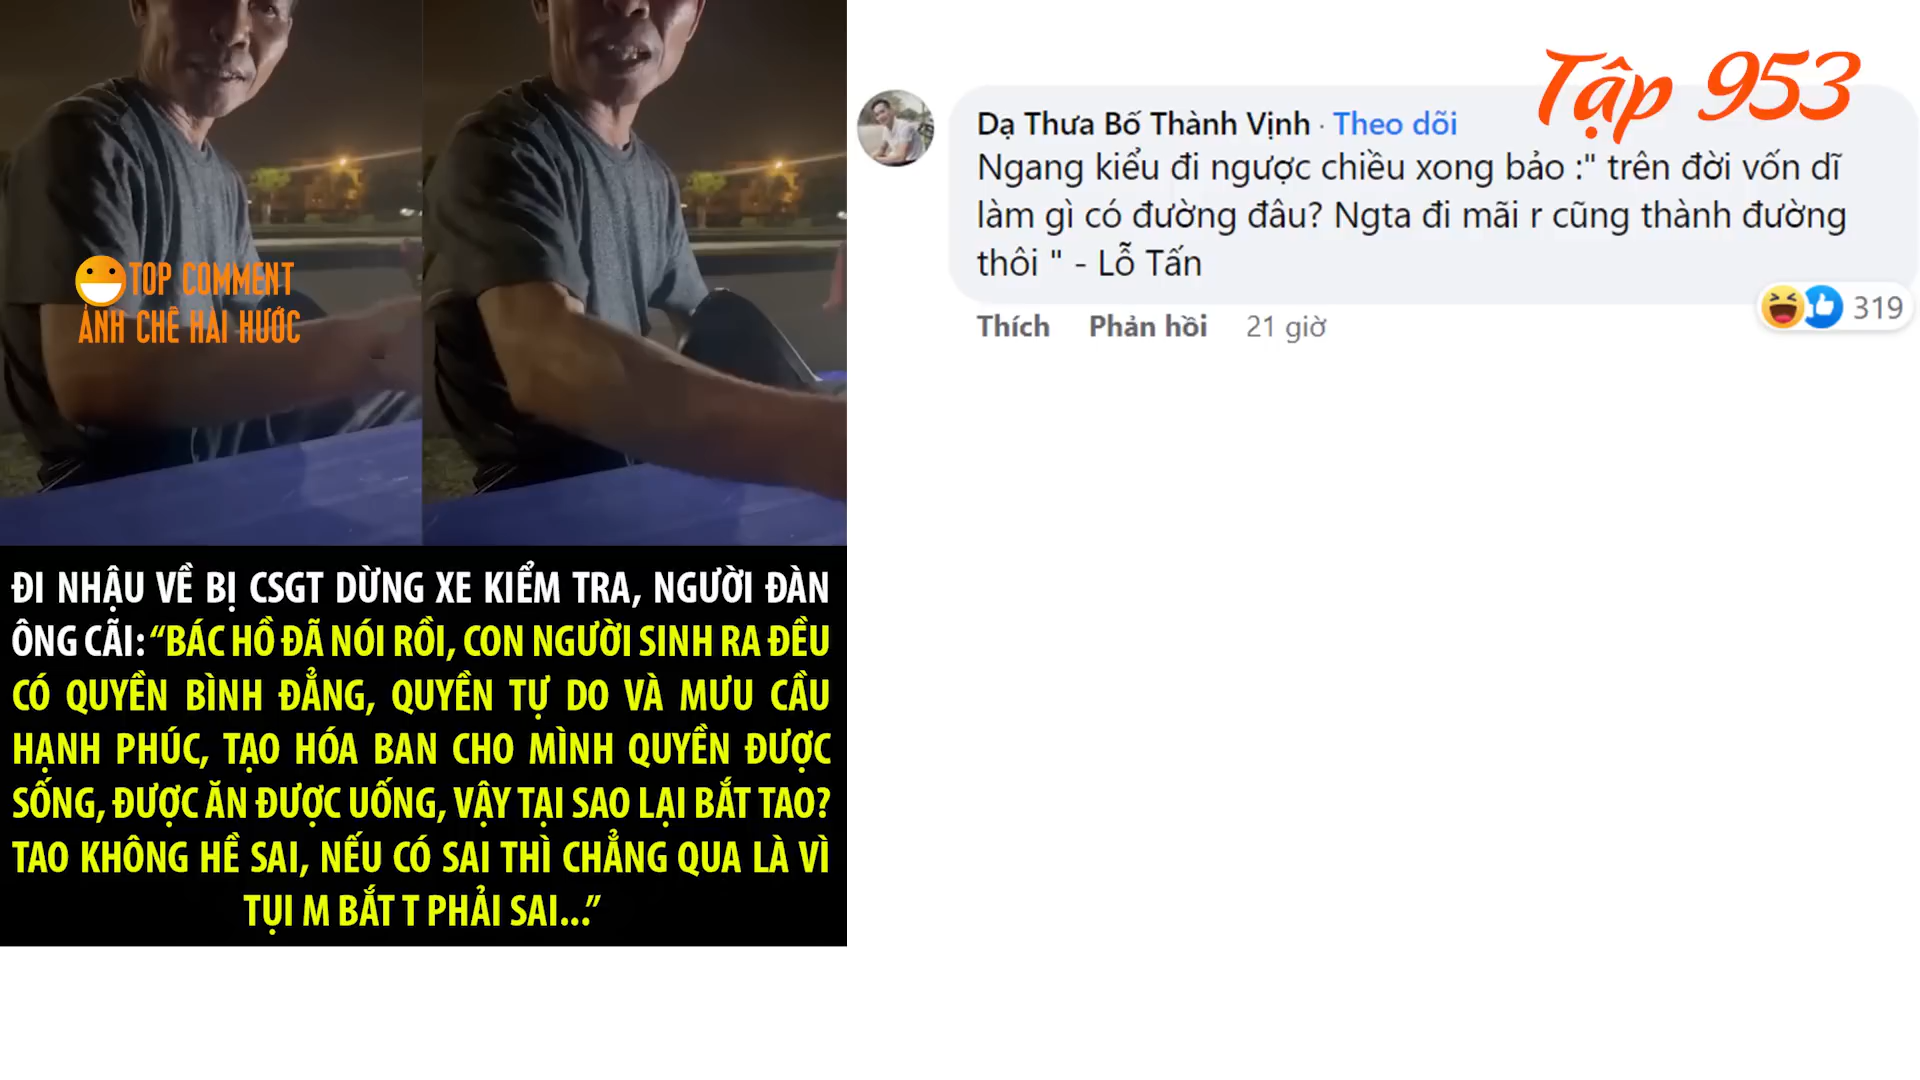 Tập 953
TOP COMMENT
ẢNH CHẾ HÀI HƯỚC
ĐI NHẬU VỀ BỊ CSGT DỪNG XE KIỂM TRA, NGƯỜI ĐÀN
ÔNG CÃI: “BÁC HỒ ĐÃ NÓI RỒI, CON NGƯỜI SINH RA ĐỀU
CÓ QUYỀN BÌNH ĐẲNG, QUYỀN TỰ DO VÀ MƯU CẦU
HẠNH PHÚC, TẠO HÓA BAN CHO MÌNH QUYỀN ĐƯỢC
SỐNG, ĐƯỢC ĂN ĐƯỢC UỐNG, VẬY TẠI SAO LẠI BẮT TAO?
TAO KHÔNG HỀ SAI, NẾU CÓ SAI THÌ CHẲNG QUA LÀ VÌ
TỤI M BẮT T PHẢI SAI...”
Dạ Thưa Bố Thành Vịnh · Theo dõi
Ngang kiểu đi ngược chiều xong bảo :" trên đời vốn dĩ
làm gì có đường đâu? Ngta đi mãi r cũng thành đường
thôi " - Lỗ Tấn
319
Thích Phản hồi 21 giờ